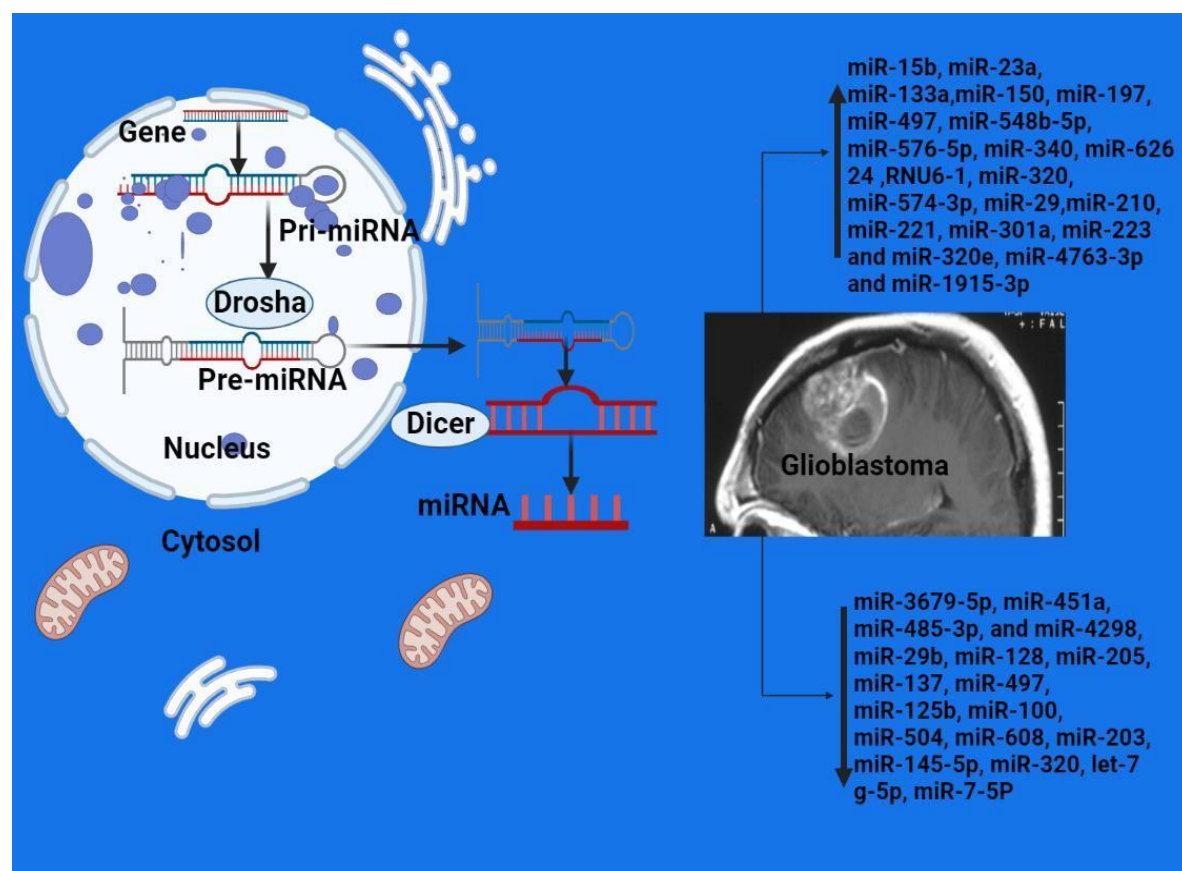 Gene
Pri-miRNA
Drosha
Pre-miRNA
Nucleus
Cytosol
Dicer
miRNA
miR-15b, miR-23a,
miR-133a,miR-150, miR-197,
miR-497, miR-548b-5p,
miR-576-5p, miR-340, miR-626
24 ,RNU6-1, miR-320,
miR-574-3p, miR-29,miR-210,
miR-221, miR-301a, miR-223
and miR-320e, miR-4763-3p
and miR-1915-3p
+:FAL
Glioblastoma
A
miR-3679-5p, miR-451a,
miR-485-3p, and miR-4298,
miR-29b, miR-128, miR-205,
miR-137, miR-497,
miR-125b, miR-100,
miR-504, miR-608, miR-203,
miR-145-5p, miR-320, let-7
g-5p, miR-7-5P